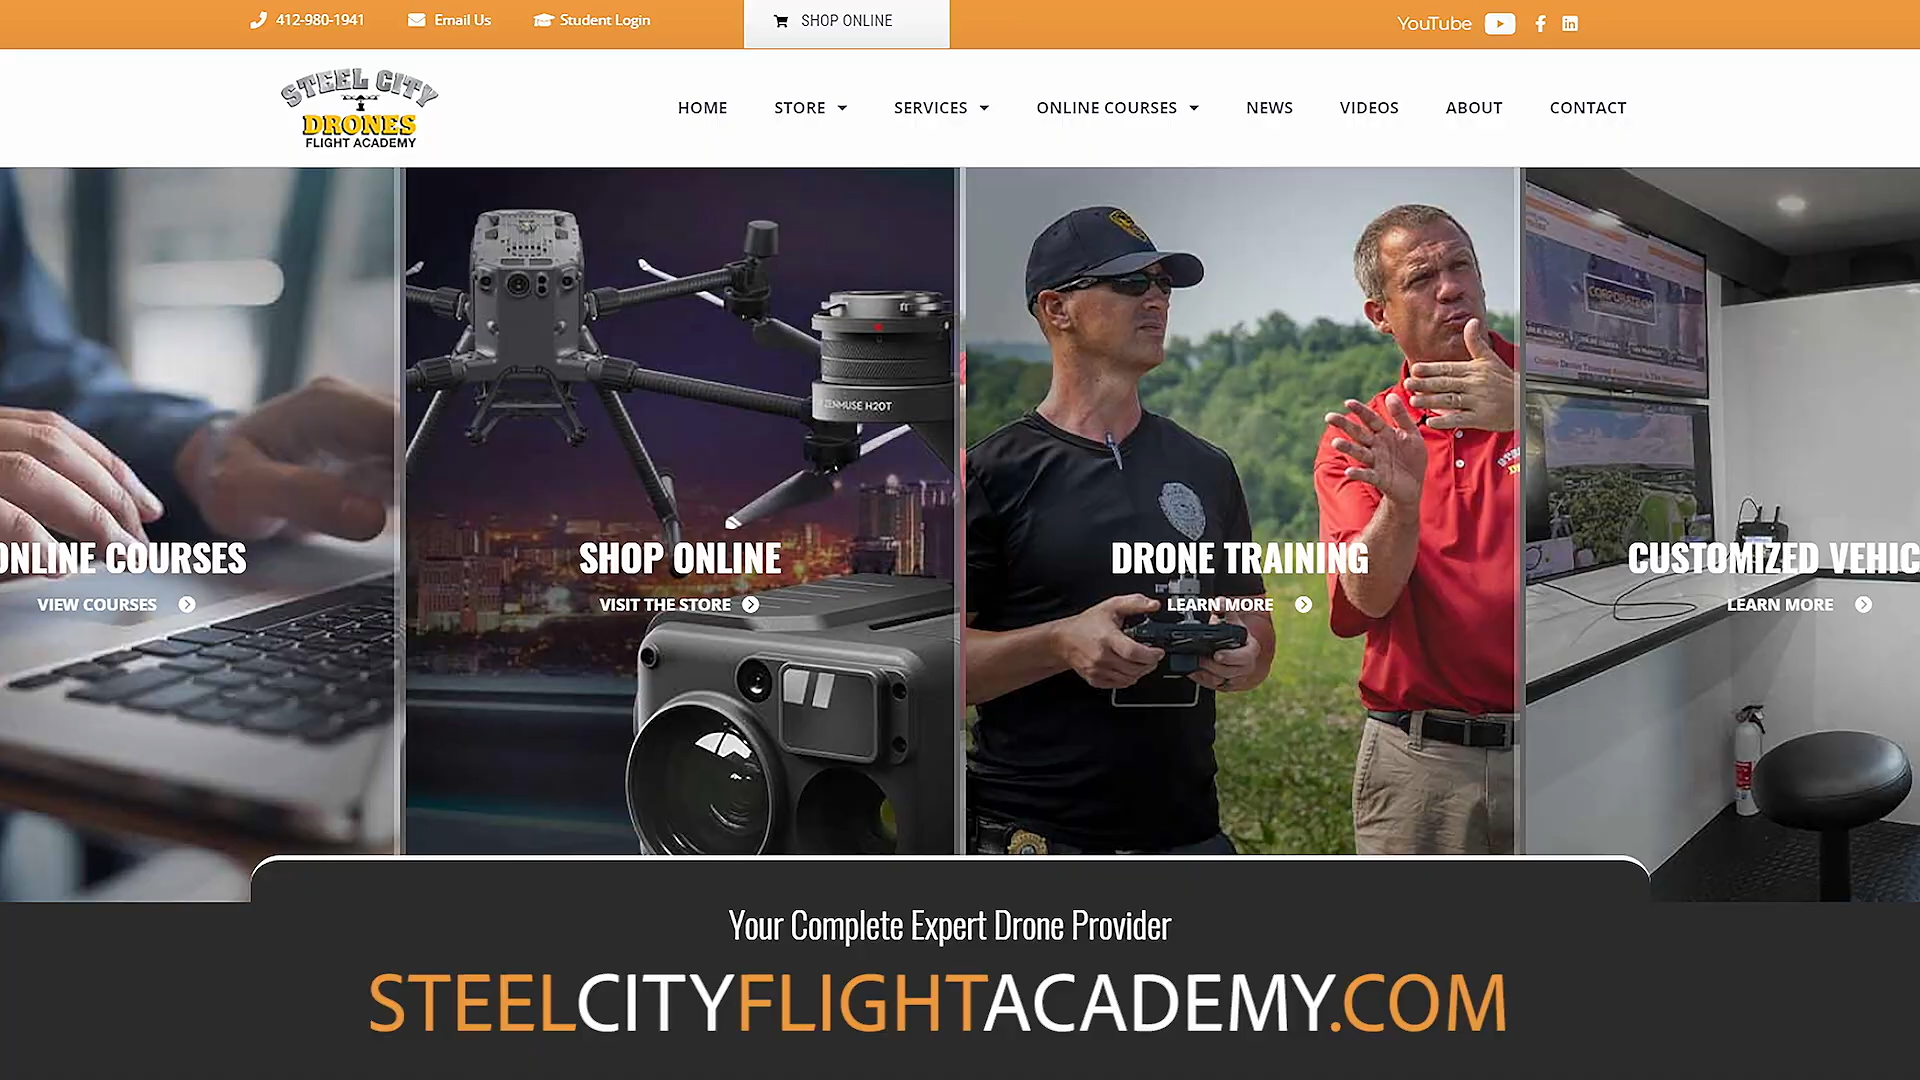 412-980-1941
Email Us
Student Login
SHOP ONLINE
YouTube
STEEL CITY
DRONES
FLIGHT ACADEMY
HOME
STORE
SERVICES
ONLINE COURSES
NEWS
VIDEOS
ABOUT
CONTACT
ZENMUSE H20T
CORPORATE
ONLINE COURSES
VIEW COURSES
SHOP ONLINE
VISIT THE STORE
DRONE TRAINING
LEARN MORE
CUSTOMIZED VEHIC
LEARN MORE
Your Complete Expert Drone Provider
STEELCITYFLIGHTACADEMY.COM